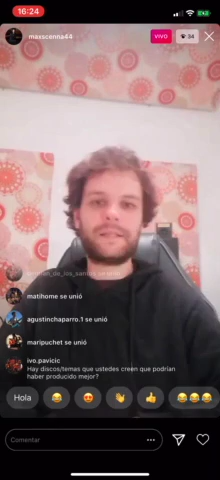 16:24
maxscenna44
VIVO
34
matihome se unió
agustinchaparro.1 se unió
maripuchet se unió
ivo.pavicic
Hay discos/temas que ustedes creen que podrían
haber producido mejor?
Hola
Comentar